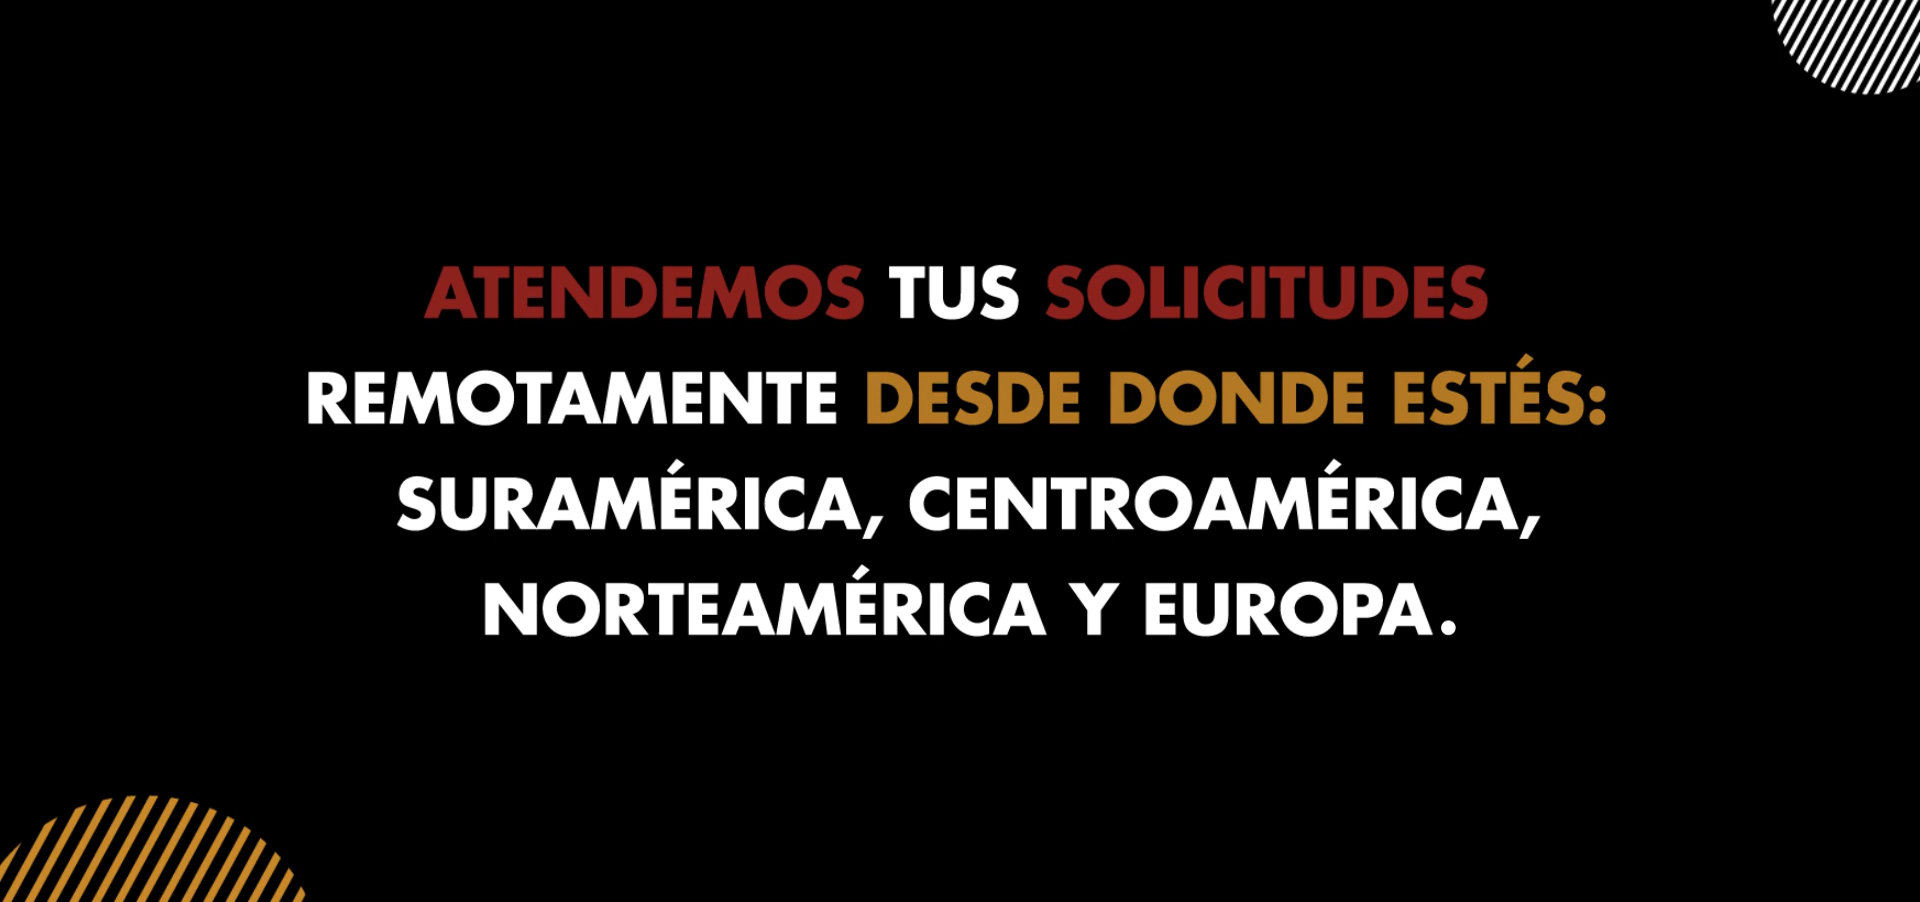 ATENDEMOS TUS SOLICITUDES
REMOTAMENTE DESDE DONDE ESTÉS:
SURAMÉRICA, CENTROAMÉRICA,
NORTEAMÉRICA Y EUROPA.